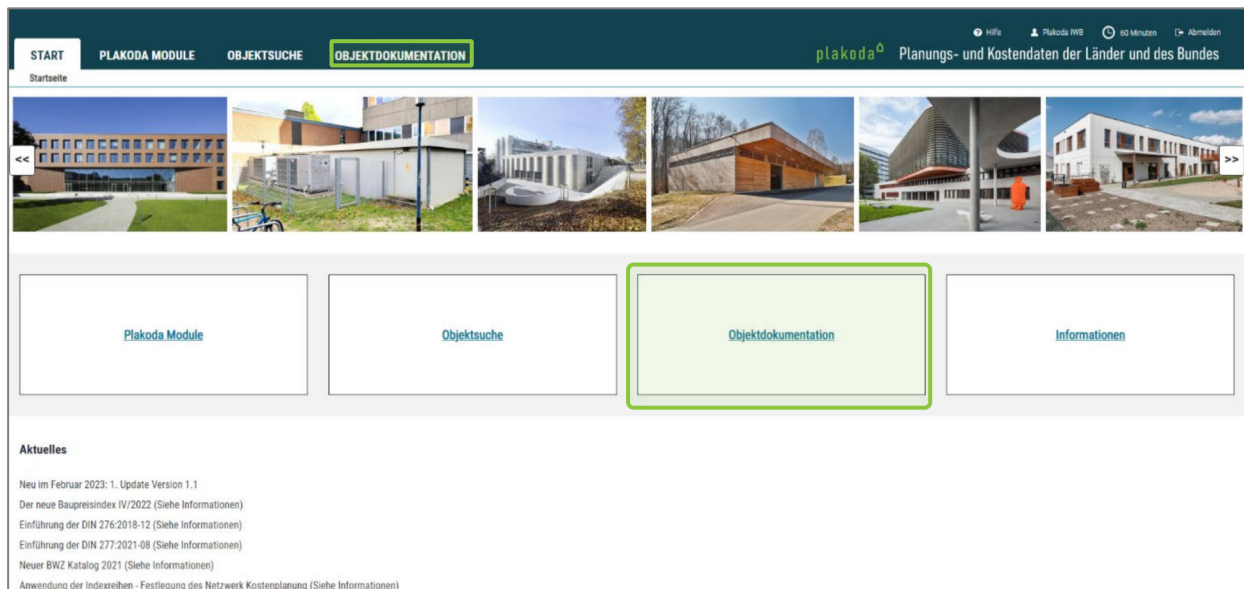 Hilfe Plakoda IWB 60 Minuten Abmelden
START PLAKODA MODULE OBJEKTSUCHE OBJEKTDOKUMENTATION plakoda Planungs- und Kostendaten der Länder und des Bundes
Startseite
<< >>
Plakoda Module Objektsuche Objektdokumentation Informationen
Aktuelles
Neu im Februar 2023: 1. Update Version 1.1
Der neue Baupreisindex IV/2022 (Siehe Informationen)
Einführung der DIN 276:2018-12 (Siehe Informationen)
Einführung der DIN 277:2021-08 (Siehe Informationen)
Neuer BWZ Katalog 2021 (Siehe Informationen)
Anwendung der Indexreihen - Festlegung des Netzwerk Kostenplanung (Siehe Informationen)